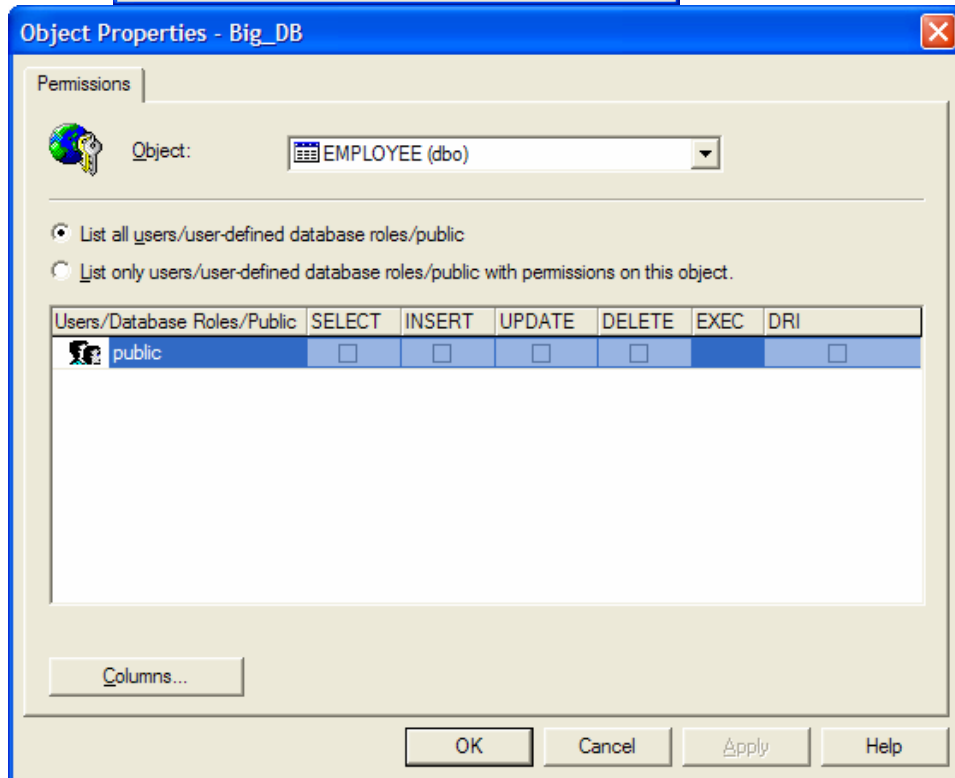 Object Properties - Big_DB
Permissions
Object: EMPLOYEE (dbo)
List all users/user-defined database roles/public
List only users/user-defined database roles/public with permissions on this object.
Users/Database Roles/Public SELECT INSERT UPDATE DELETE EXEC DRI
public
Columns...
OK Cancel Apply Help